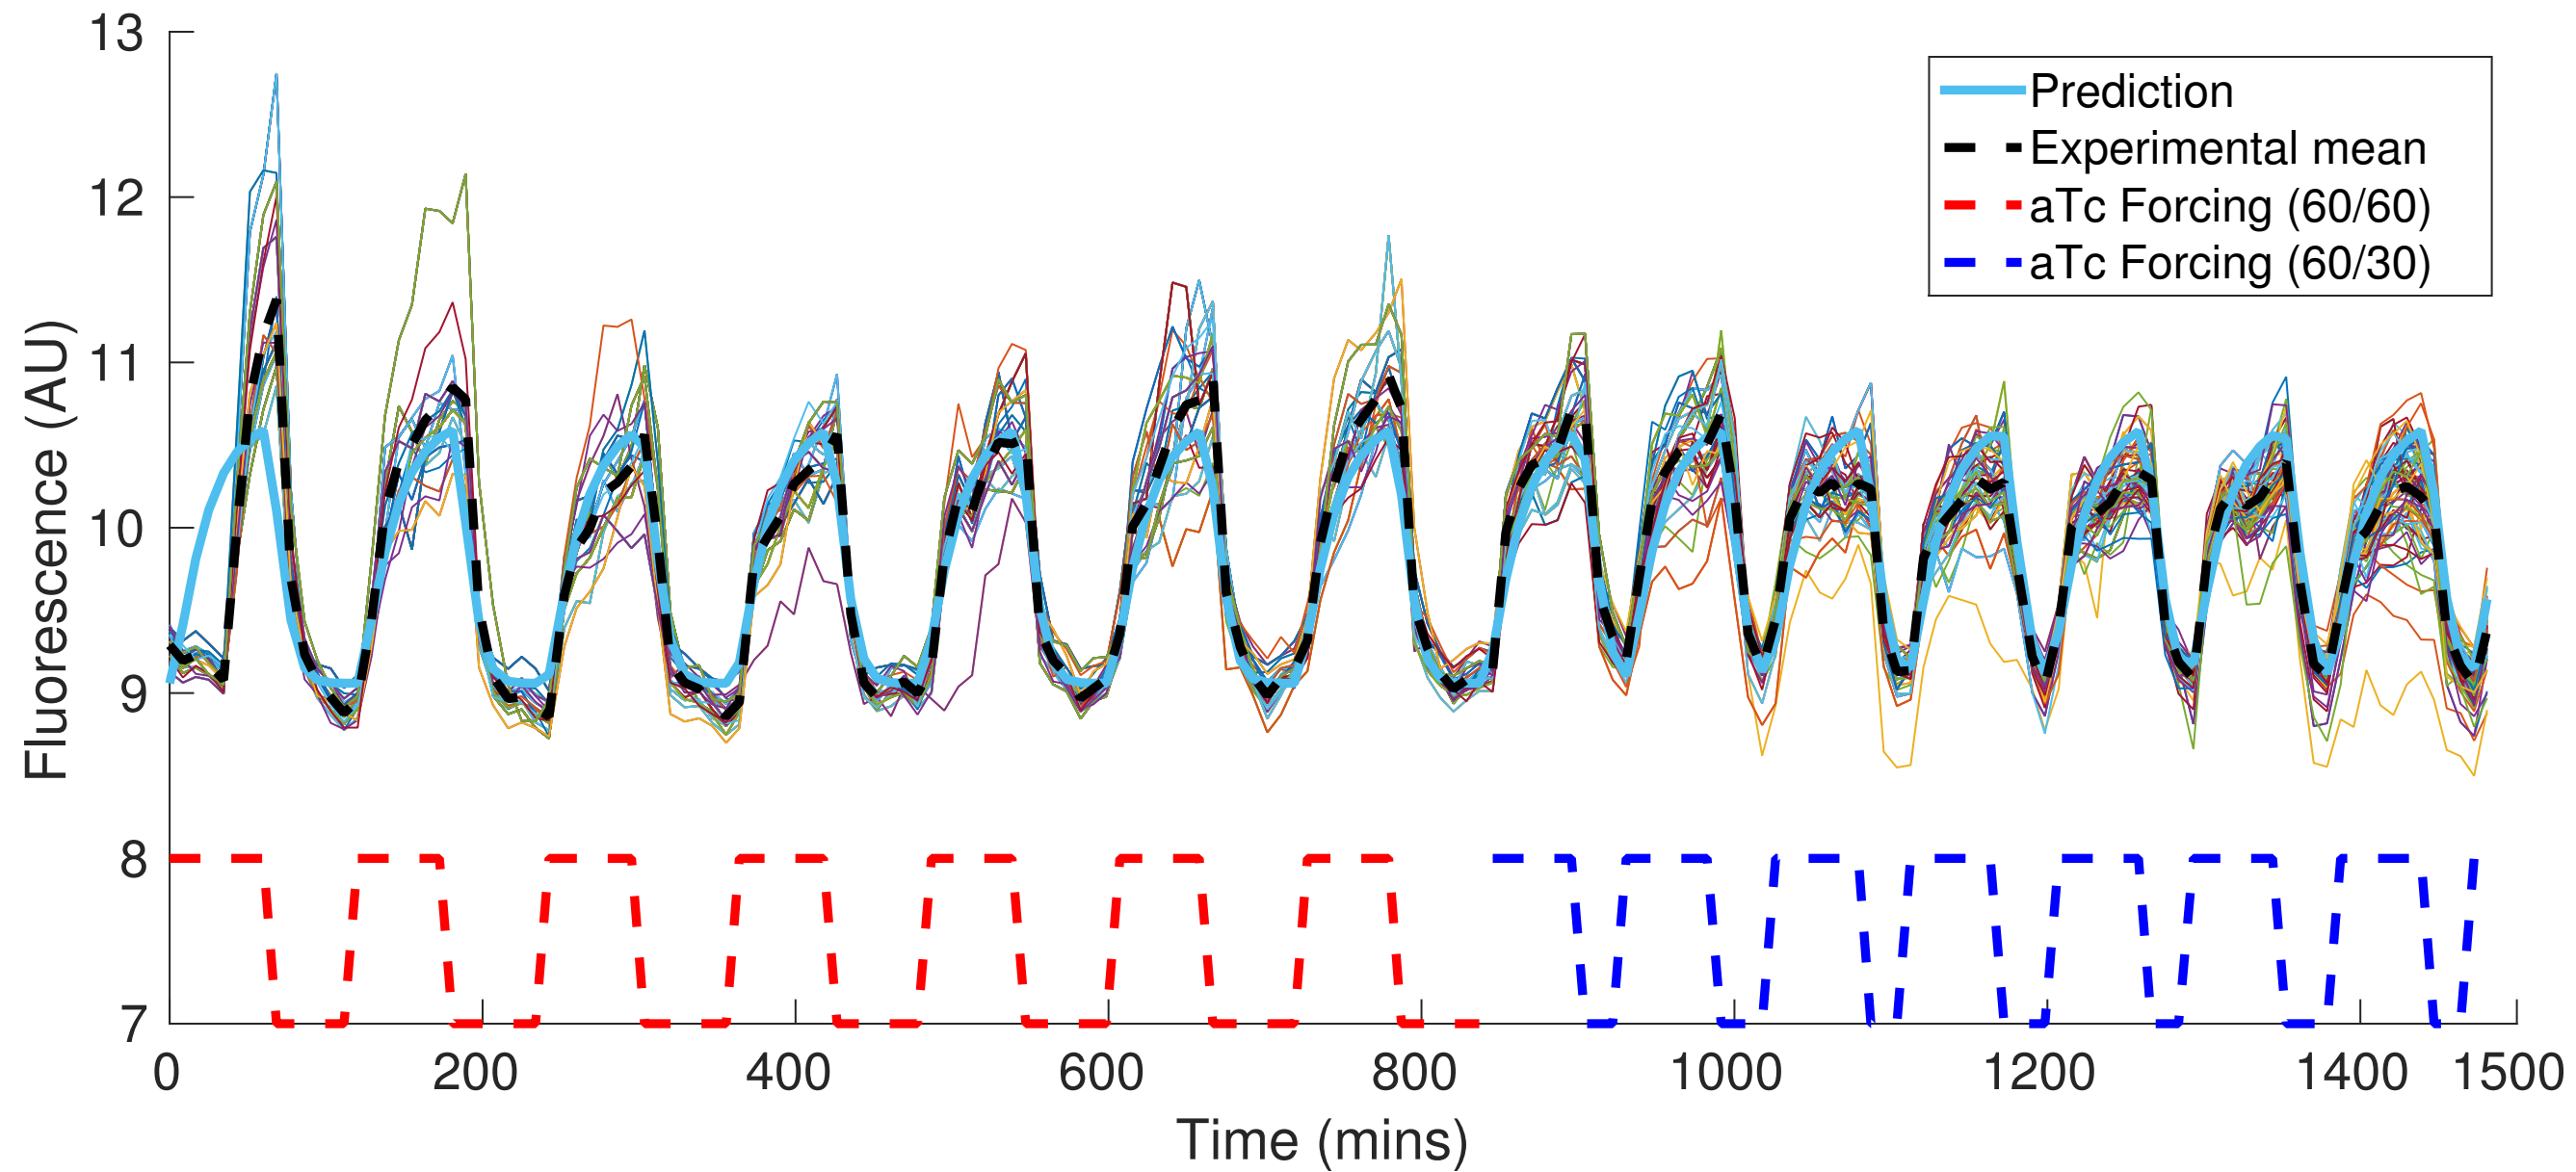 13
12
11
10
9
8
7
Fluorescence (AU)
Prediction
Experimental mean
aTc Forcing (60/60)
aTc Forcing (60/30)
0 200 400 600 800 1000 1200 1400 1500
Time (mins)